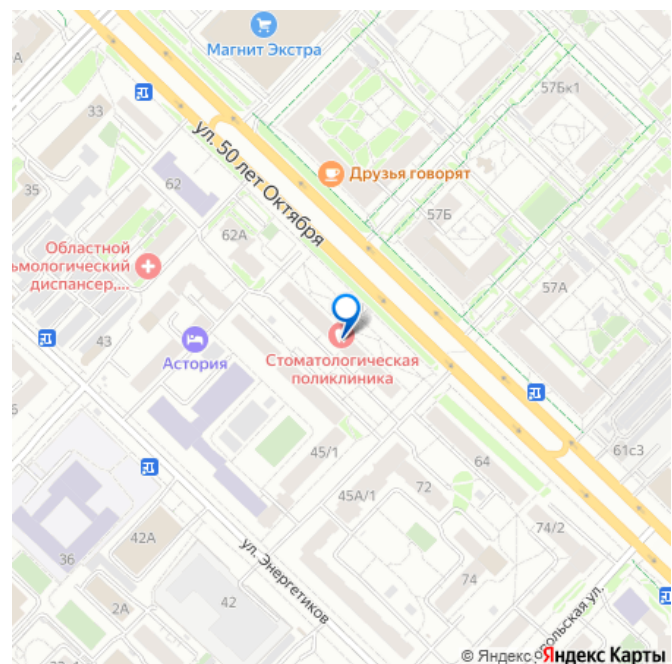 Магнит Экстра
А
33
57Бк1
ул. 50 лет Октября
Друзья говорят
35
62
57Б
62А
Областной
ьмологический
диспансер,...
57А
43
Астория
Стоматологическая
поликлиника
6
45/1
64
61с3
45А/1
72
74/2
42А
36
ул. Энергетиков
74
2А
42
опольская ул.
© Яндекс Яндекс Карты